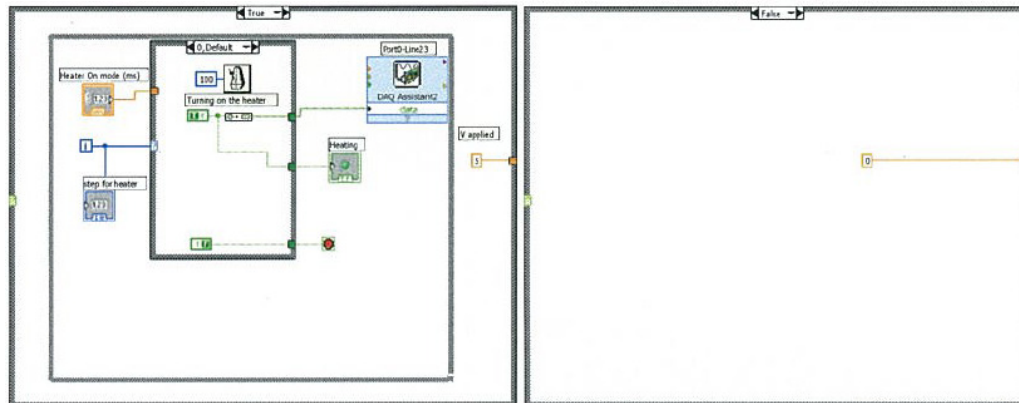 True
False
0, Default
Port0-Line23
Heater On mode (ms)
100
Turning on the heater
DAQ Assistant2
data
V applied
Heating
5
0
i
step for heater